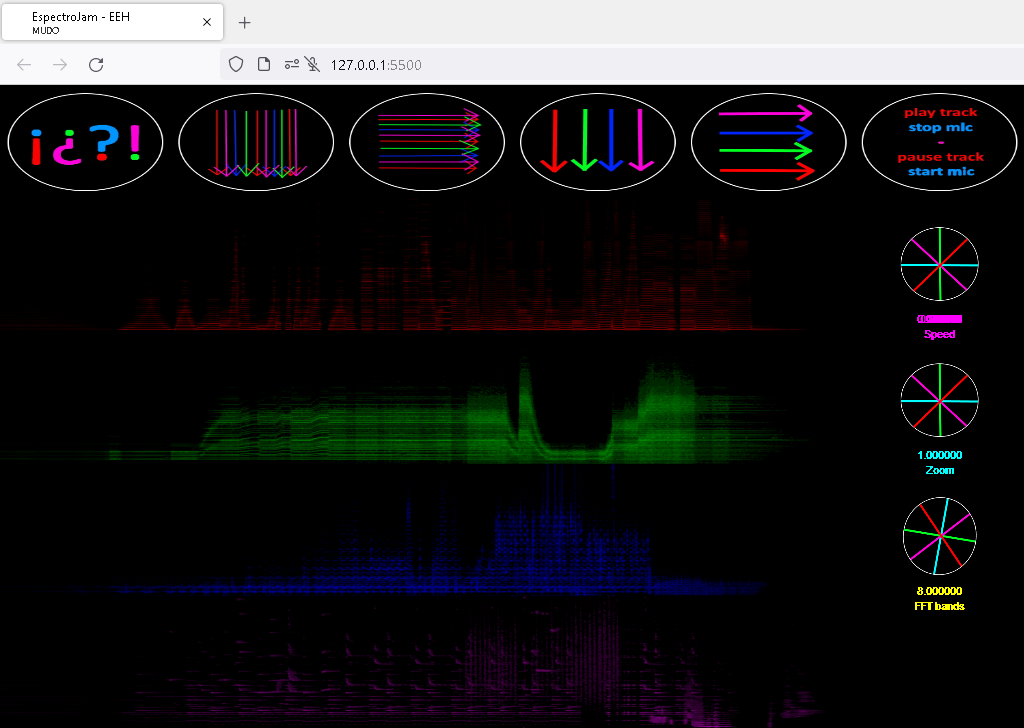 EspectroJam - EEH
MUDO
127.0.0.1:5500
¡¿?!
play track
stop mic
-
pause track
start mic
Speed
1.000000
Zoom
8.000000
FFT bands